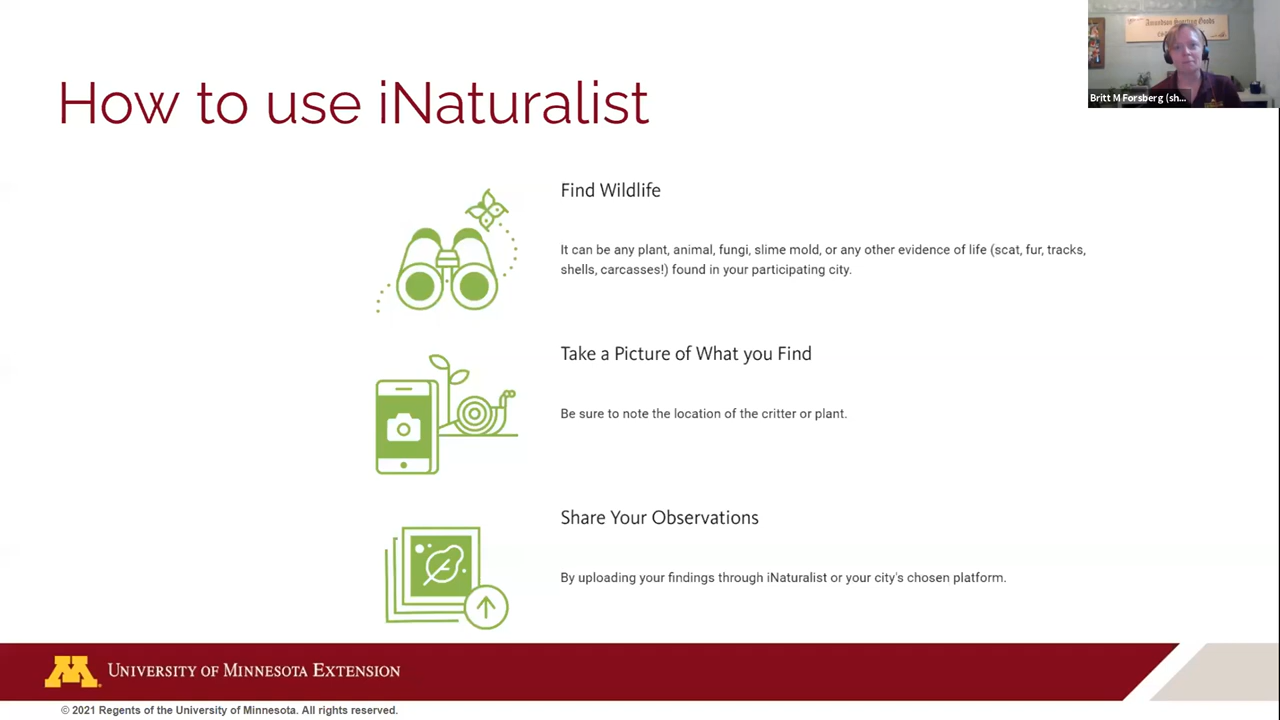 How to use iNaturalist
Britt M Forsberg (sh...
Find Wildlife
It can be any plant, animal, fungi, slime mold, or any other evidence of life (scat, fur, tracks,
shells, carcasses!) found in your participating city.
Take a Picture of What you Find
Be sure to note the location of the critter or plant.
Share Your Observations
By uploading your findings through iNaturalist or your city's chosen platform.
M
UNIVERSITY OF MINNESOTA EXTENSION
© 2021 Regents of the University of Minnesota. All rights reserved.